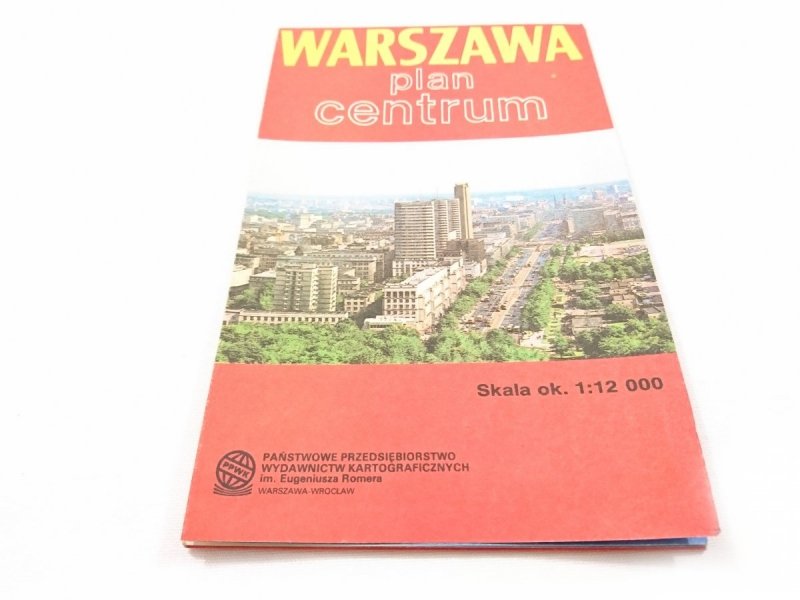 WARSZAWA
plan
centrum
Skala ok. 1:12 000
PPWK
PAŃSTWOWE PRZEDSIĘBIORSTWO
WYDAWNICTW KARTOGRAFICZNYCH
im. Eugeniusza Romera
WARSZAWA-WROCŁAW